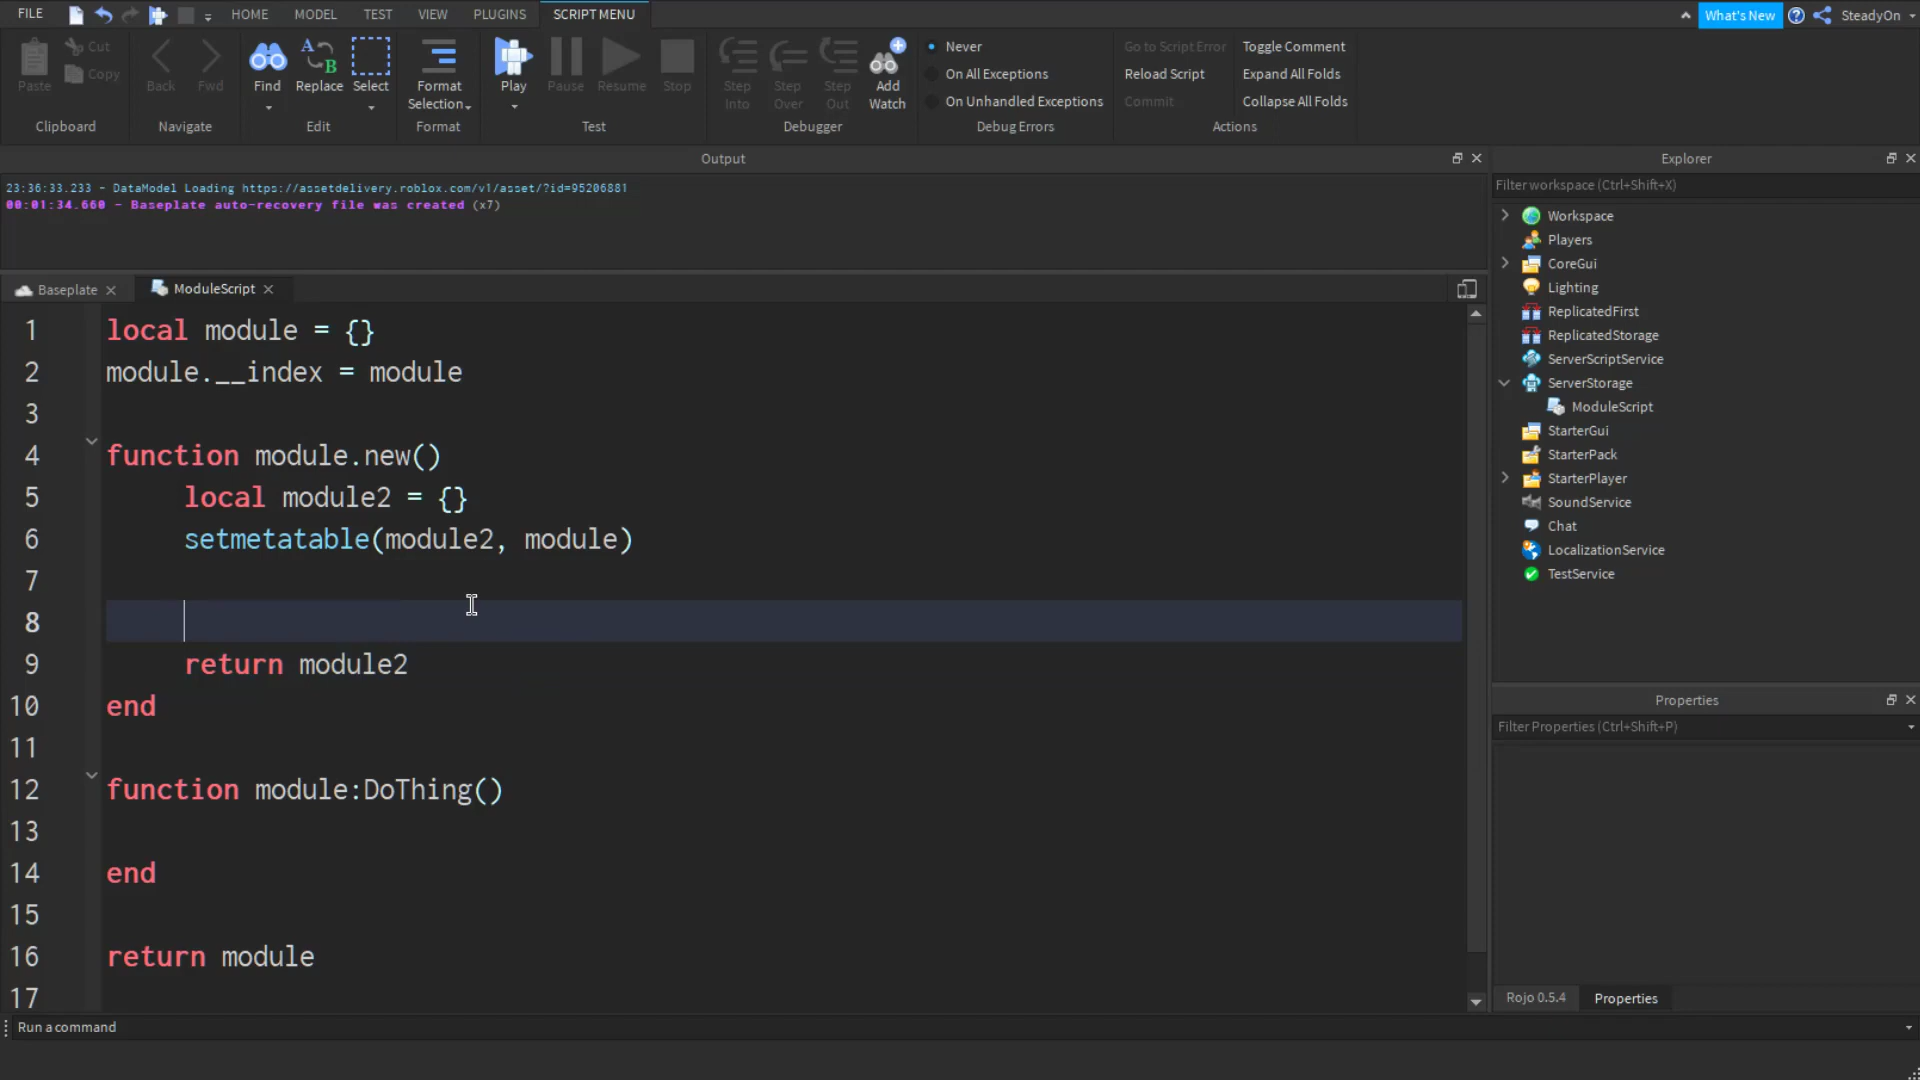 FILE
HOME
MODEL
TEST
VIEW
PLUGINS
SCRIPT MENU
What's New
SteadyOn
Paste
Cut
Copy
Clipboard
Back
Fwd
Navigate
Find
Replace
Select
Edit
Format
Selection
Format
Play
Pause
Resume
Stop
Test
Step
Into
Step
Over
Step
Out
Add
Watch
Debugger
Never
On All Exceptions
On Unhandled Exceptions
Debug Errors
Go to Script Error
Reload Script
Commit
Toggle Comment
Expand All Folds
Collapse All Folds
Actions
Output
23:36:33.233 - DataModel Loading https://assetdelivery.roblox.com/v1/asset/?id=95206881
00:01:34.660 - Baseplate auto-recovery file was created (x7)
Baseplate
ModuleScript
1 local module = {}
2 module.__index = module
3
4 function module.new()
5 local module2 = {}
6 setmetatable(module2, module)
7
8
9 return module2
10 end
11
12 function module:DoThing()
13
14 end
15
16 return module
17
Run a command
Explorer
Filter workspace (Ctrl+Shift+X)
Workspace
Players
CoreGui
Lighting
ReplicatedFirst
ReplicatedStorage
ServerScriptService
ServerStorage
ModuleScript
StarterGui
StarterPack
StarterPlayer
SoundService
Chat
LocalizationService
TestService
Properties
Filter Properties (Ctrl+Shift+P)
Rojo 0.5.4
Properties